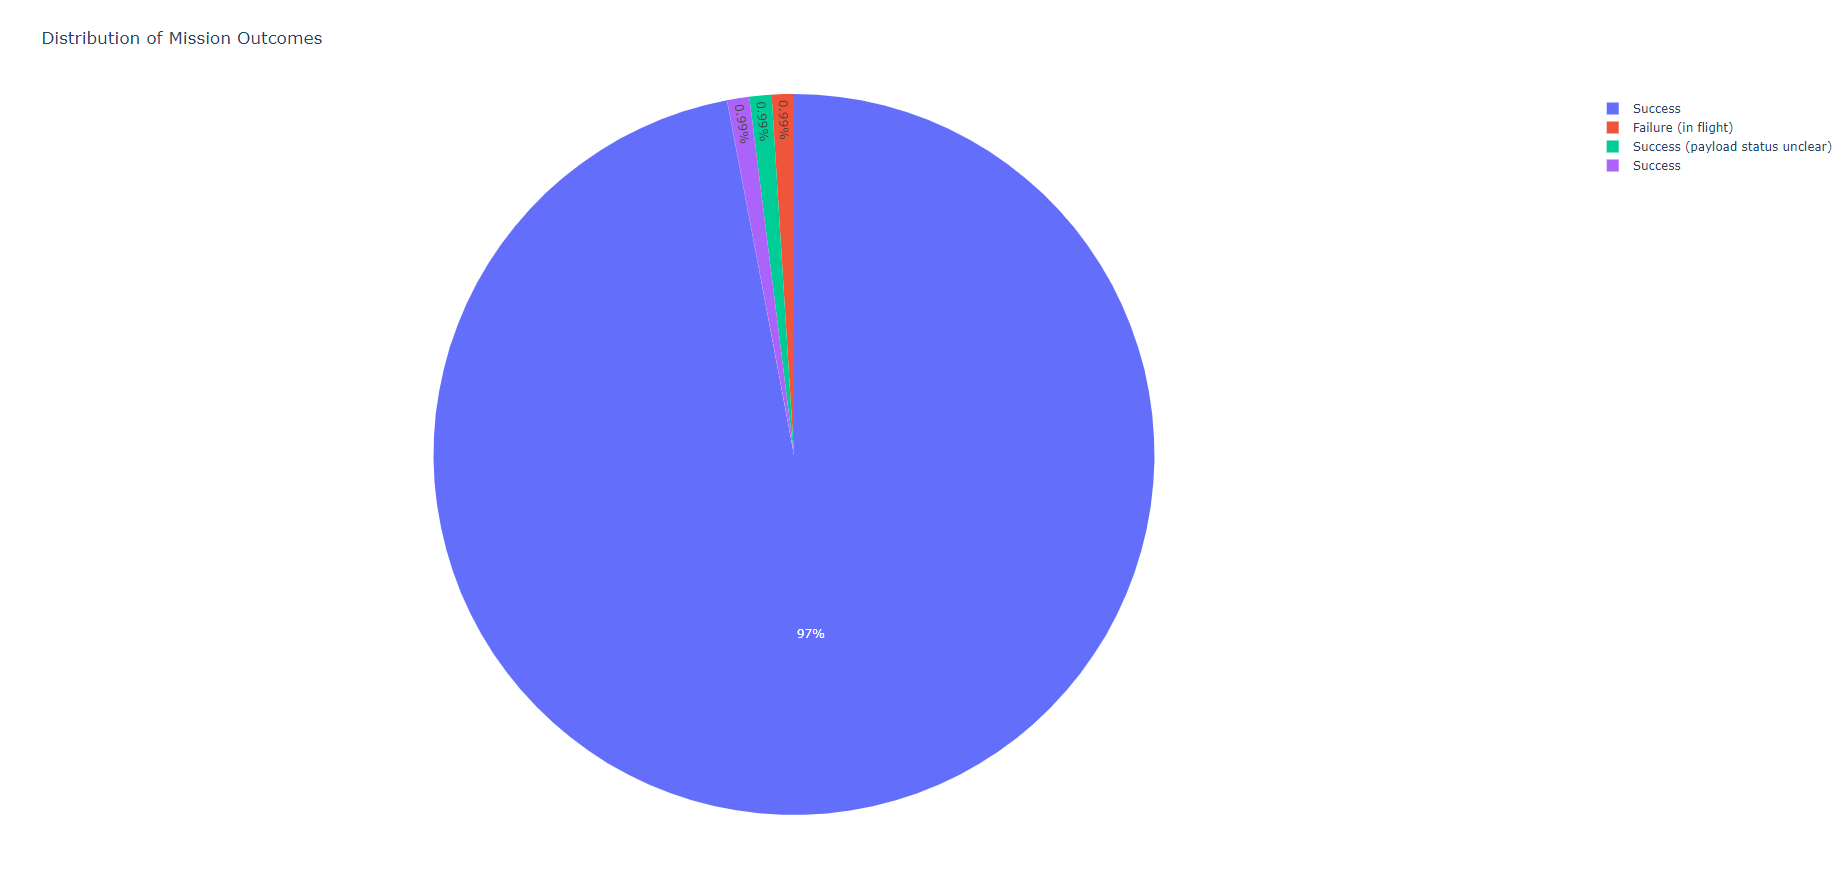 Distribution of Mission Outcomes
0.99%
0.99%
0.99%
97%
Success
Failure (in flight)
Success (payload status unclear)
Success